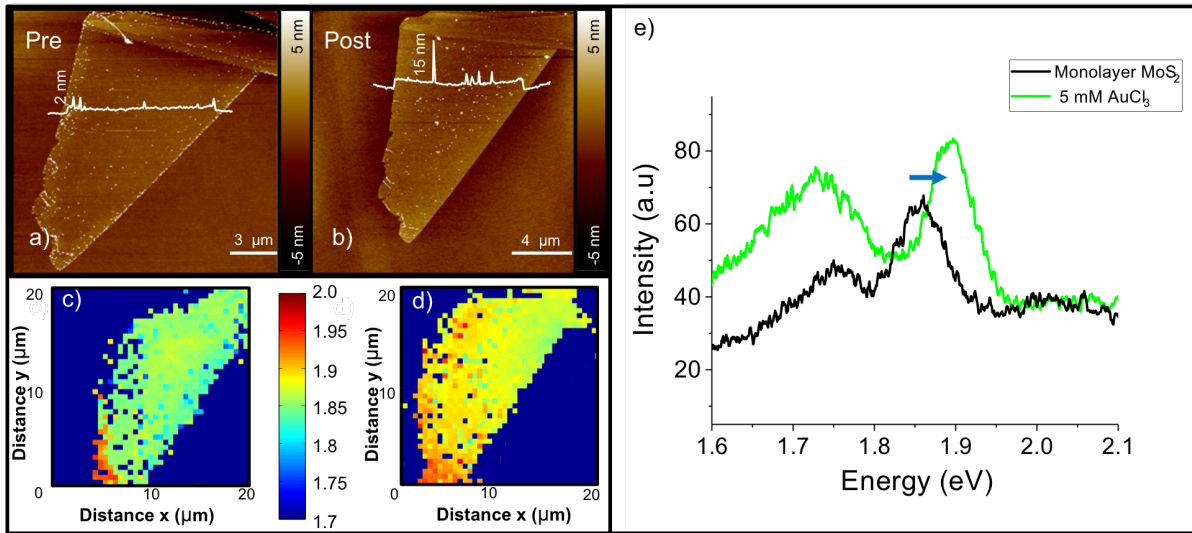 Pre
2 nm
a)
3 μm
5 nm
-5 nm
Post
15 nm
b)
4 μm
5 nm
-5 nm
c)
Distance y (μm)
20
10
0
10
20
Distance x (μm)
2.0
1.95
1.9
1.85
1.8
1.75
1.7
d)
Distance y (μm)
20
10
0
10
20
Distance x (μm)
e)
Monolayer MoS₂
5 mM AuCl₃
Intensity (a.u)
80
60
40
20
1.6
1.7
1.8
1.9
2.0
2.1
Energy (eV)